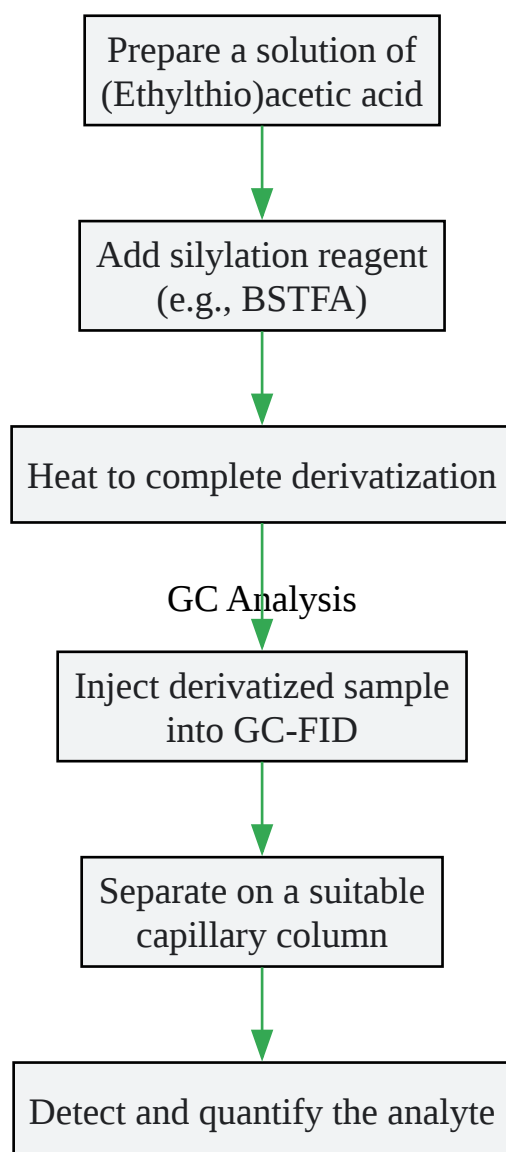 Prepare a solution of
(Ethylthio)acetic acid
Add silylation reagent
(e.g., BSTFA)
Heat to complete derivatization
GC Analysis
Inject derivatized sample
into GC-FID
Separate on a suitable
capillary column
Detect and quantify the analyte